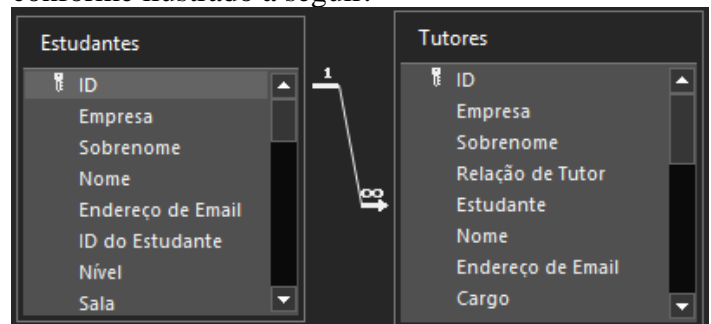 conforme ilustrado a seguir:
Estudantes
ID
Empresa
Sobrenome
Nome
Endereço de Email
ID do Estudante
Nível
Sala
1
∞
Tutores
ID
Empresa
Sobrenome
Relação de Tutor
Estudante
Nome
Endereço de Email
Cargo